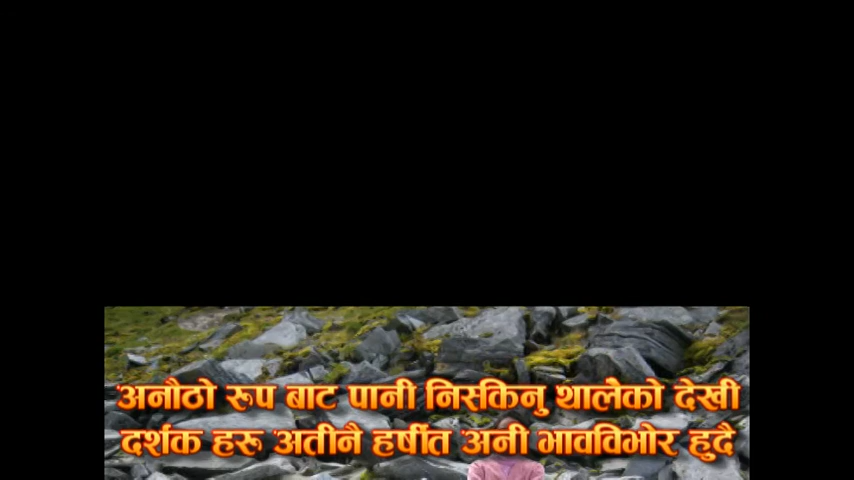 अनौठो रूप बाट पानी निस्किनु थालेको देखी
दर्शक हरू अतीनै हर्षीत अनी भावविभोर हुदै